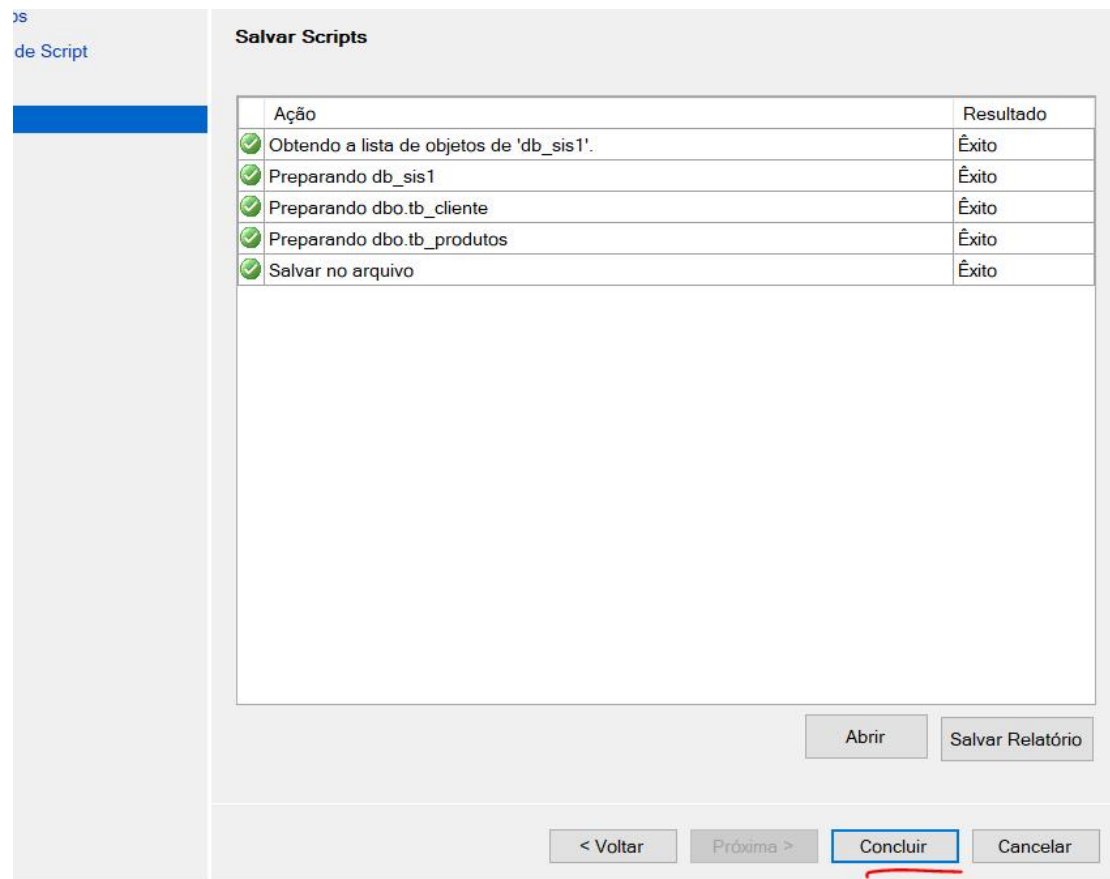 de Script
Salvar Scripts
Ação Resultado
Obtendo a lista de objetos de 'db_sis1'. Êxito
Preparando db_sis1 Êxito
Preparando dbo.tb_cliente Êxito
Preparando dbo.tb_produtos Êxito
Salvar no arquivo Êxito
Abrir Salvar Relatório
< Voltar Próxima > Concluir Cancelar